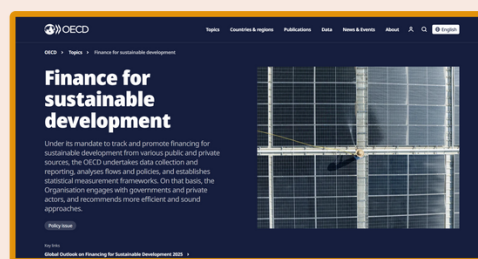 OECD
Topics Countries & regions Publications Data News & Events About English
OECD > Topics > Finance for sustainable development
Finance for
sustainable
development
Under its mandate to track and promote financing for
sustainable development from various public and private
sources, the OECD undertakes data collection and
reporting, analyses flows and policies, and establishes
statistical measurement frameworks. On that basis, the
Organisation engages with governments and private
actors, and recommends more efficient and sound
approaches.
Policy issue
Key links
Global Outlook on Financing for Sustainable Development 2025